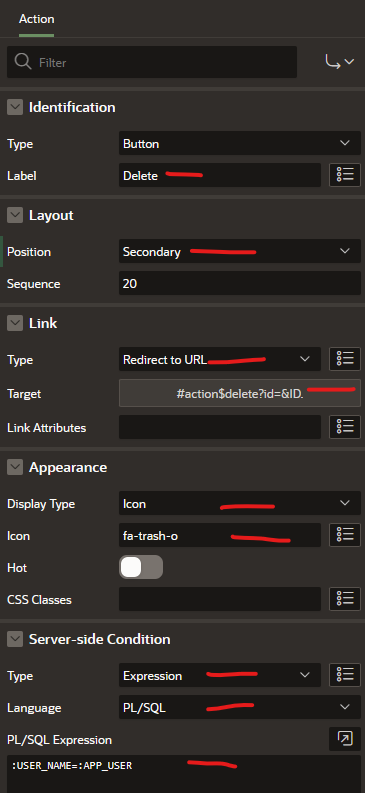 Action
Filter
Identification
Type Button
Label Delete
Layout
Position Secondary
Sequence 20
Link
Type Redirect to URL
Target #action$delete?id=&ID.
Link Attributes
Appearance
Display Type Icon
Icon fa-trash-o
Hot
CSS Classes
Server-side Condition
Type Expression
Language PL/SQL
PL/SQL Expression
:USER_NAME=:APP_USER